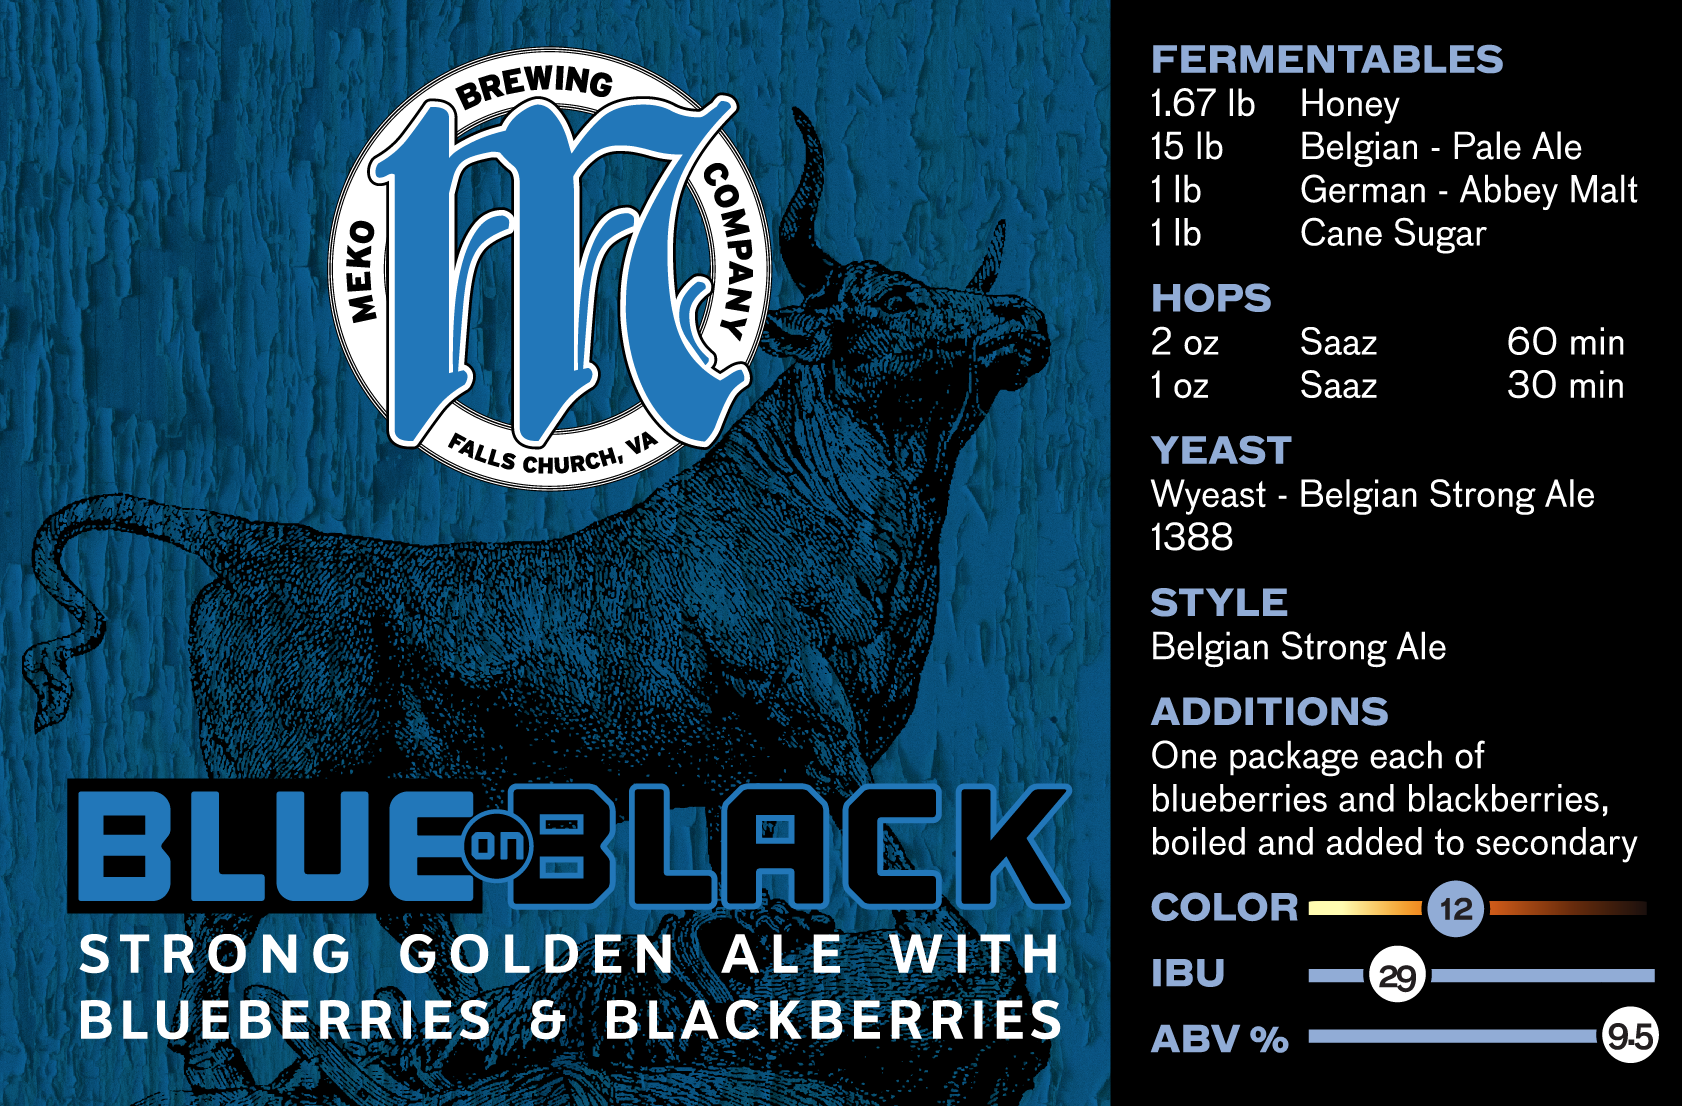 MEKO BREWING COMPANY
FALLS CHURCH, VA
M
BLUE on BLACK
STRONG GOLDEN ALE WITH
BLUEBERRIES & BLACKBERRIES
FERMENTABLES
1.67 lb Honey
15 lb Belgian - Pale Ale
1 lb German - Abbey Malt
1 lb Cane Sugar
HOPS
2 oz Saaz 60 min
1 oz Saaz 30 min
YEAST
Wyeast - Belgian Strong Ale
1388
STYLE
Belgian Strong Ale
ADDITIONS
One package each of
blueberries and blackberries,
boiled and added to secondary
COLOR 12
IBU 29
ABV % 9.5